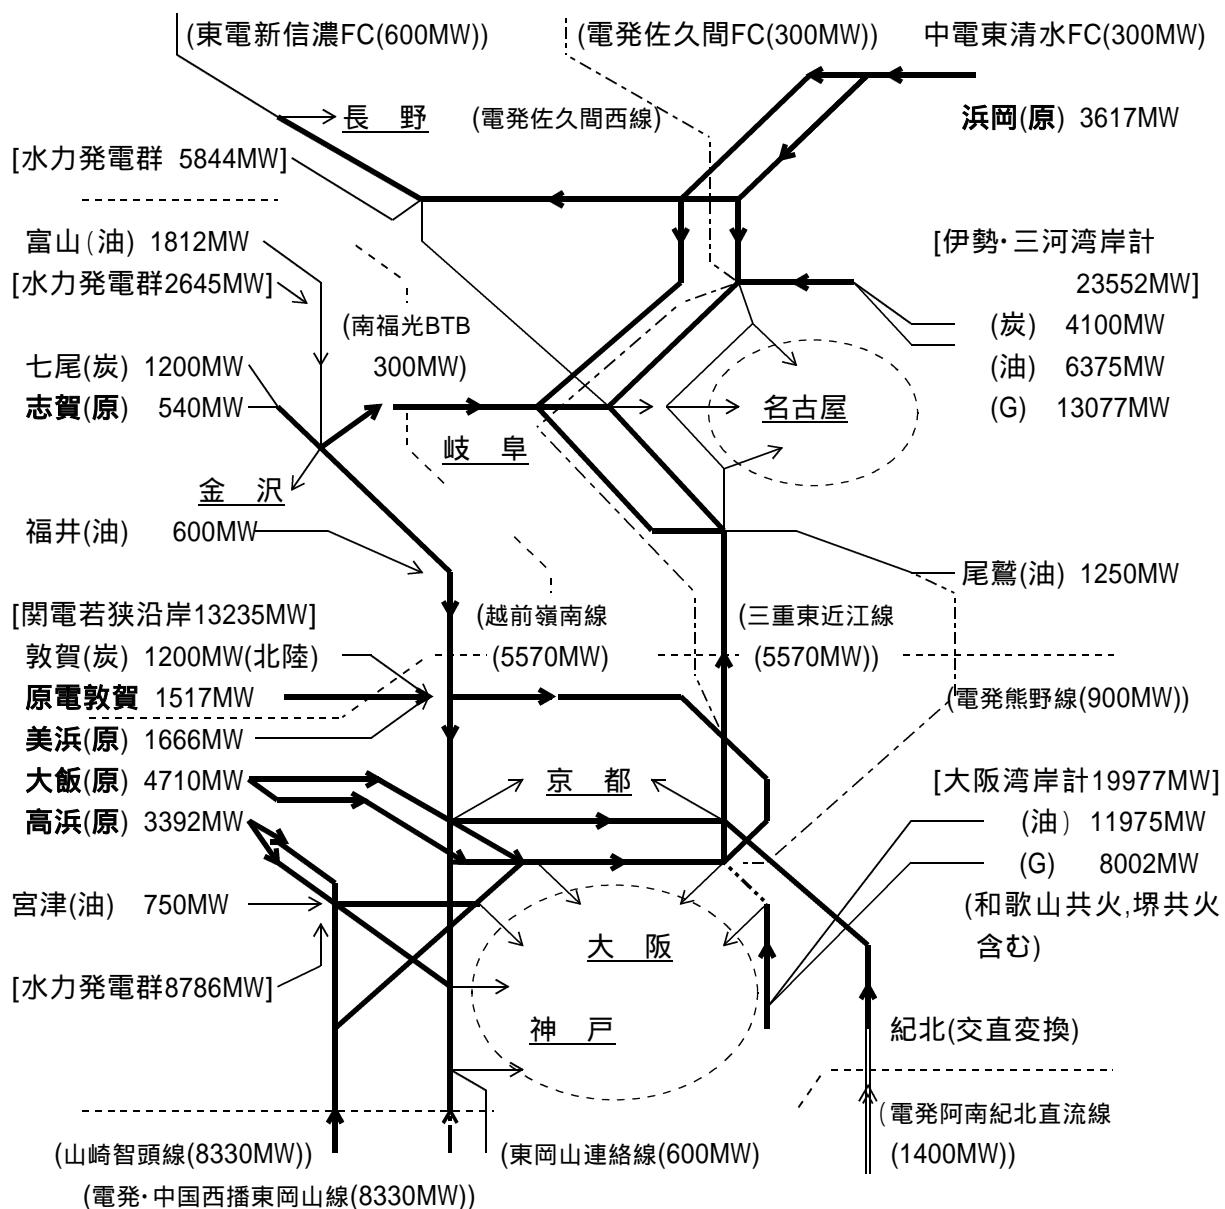 (東電新信濃FC(600MW)) (電発佐久間FC(300MW)) 中電東清水FC(300MW)
長 野 (電発佐久間西線) 浜岡(原) 3617MW
[水力発電群 5844MW]
富山(油) 1812MW [伊勢・三河湾岸計
[水力発電群2645MW] 23552MW]
(南福光BTB (炭) 4100MW
七尾(炭) 1200MW 300MW) (油) 6375MW
志賀(原) 540MW 名古屋 (G) 13077MW
岐 阜
金 沢
福井(油) 600MW
尾鷲(油) 1250MW
[関電若狭沿岸13235MW] (越前嶺南線 (三重東近江線
敦賀(炭) 1200MW(北陸) (5570MW) (5570MW))
原電敦賀 1517MW (電発熊野線(900MW))
美浜(原) 1666MW
大飯(原) 4710MW 京 都 [大阪湾岸計19977MW]
高浜(原) 3392MW (油) 11975MW
(G) 8002MW
宮津(油) 750MW (和歌山共火,堺共火
大 阪 含む)
[水力発電群8786MW]
神 戸 紀北(交直変換)
(電発阿南紀北直流線
(山崎智頭線(8330MW)) (東岡山連絡線(600MW) (1400MW))
(電発・中国西播東岡山線(8330MW))